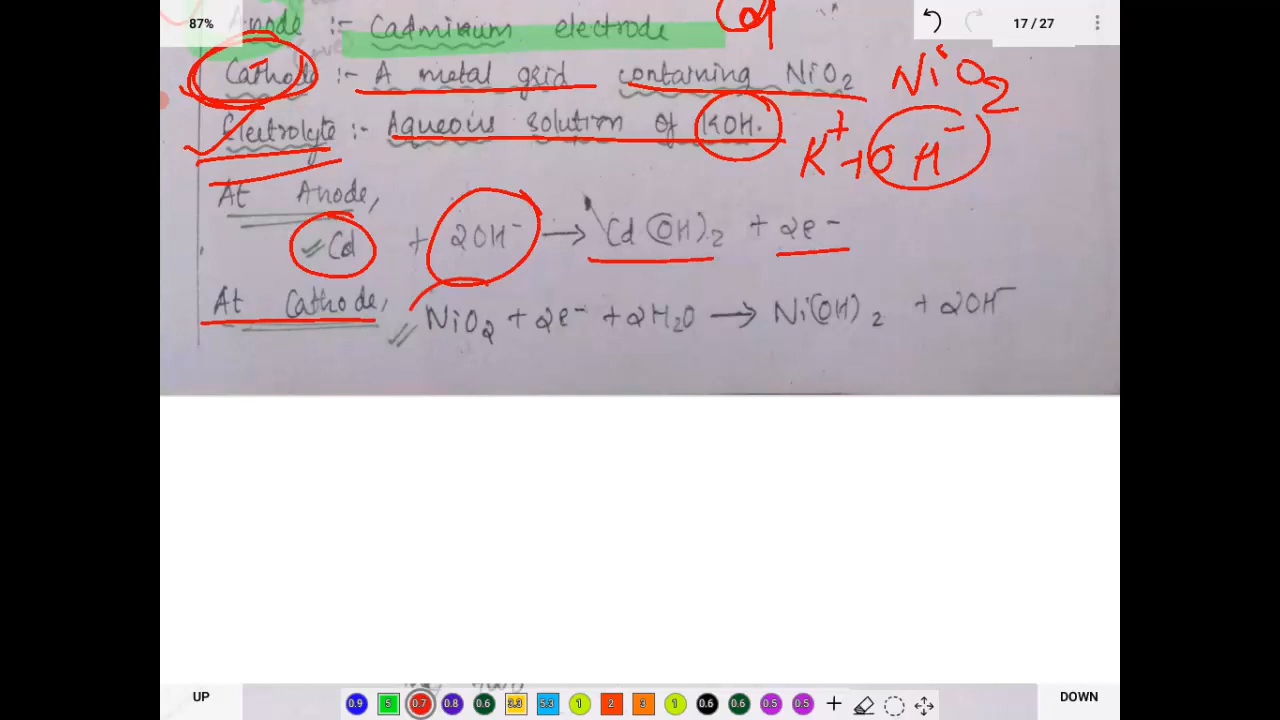 87%
17 / 27
Anode :- Cadmium electrode Cd
Cathode :- A metal grid containing NiO2 NiO2
Electrolyte :- Aqueous solution of KOH. K+ + OH-
At Anode,
Cd + 2OH- → Cd(OH)2 + 2e-
At Cathode,
NiO2 + 2e- + 2H2O → Ni(OH)2 + 2OH-
UP
0.9 5 0.7 0.8 0.6 3.3 5.3 1 2 3 1 0.6 0.6 0.5 0.5
DOWN